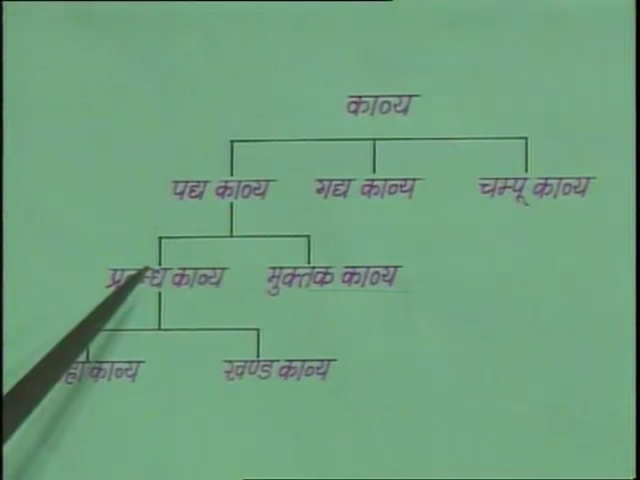 काव्य
पद्य काव्य गद्य काव्य चम्पू काव्य
काव्य मुक्तक काव्य
काव्य खण्ड काव्य